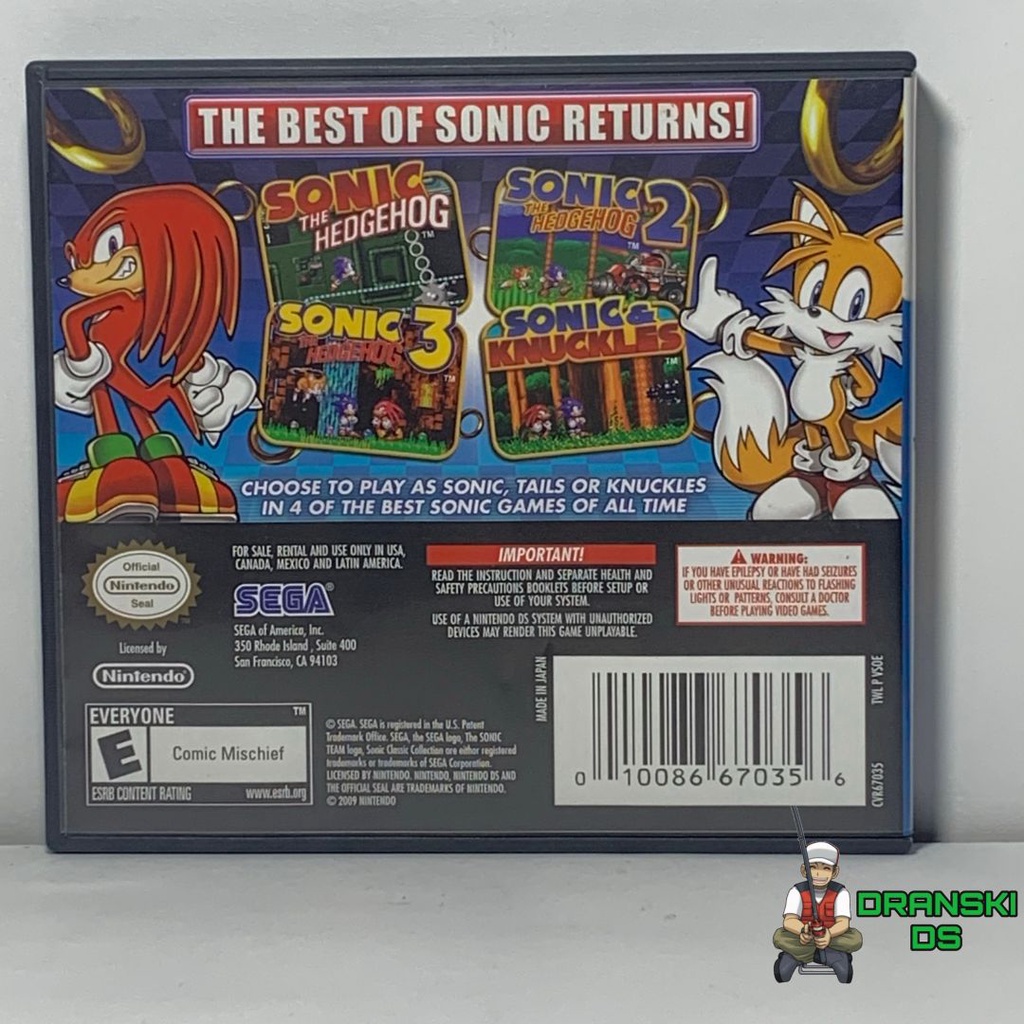 THE BEST OF SONIC RETURNS!
SONIC
THE
HEDGEHOG
TM
SONIC 2
THE
HEDGEHOG
TM
SONIC 3
THE
HEDGEHOG
TM
SONIC &
KNUCKLES
TM
CHOOSE TO PLAY AS SONIC, TAILS OR KNUCKLES
IN 4 OF THE BEST SONIC GAMES OF ALL TIME
Official
Nintendo
Seal
Licensed by
Nintendo
FOR SALE, RENTAL AND USE ONLY IN USA,
CANADA, MEXICO AND LATIN AMERICA.
SEGA®
SEGA of America, Inc.
350 Rhode Island , Suite 400
San Francisco, CA 94103
IMPORTANT!
READ THE INSTRUCTION AND SEPARATE HEALTH AND
SAFETY PRECAUTIONS BOOKLETS BEFORE SETUP OR
USE OF YOUR SYSTEM.
USE OF A NINTENDO DS SYSTEM WITH UNAUTHORIZED
DEVICES MAY RENDER THIS GAME UNPLAYABLE.
WARNING:
IF YOU HAVE EPILEPSY OR HAVE HAD SEIZURES
OR OTHER UNUSUAL REACTIONS TO FLASHING
LIGHTS OR PATTERNS, CONSULT A DOCTOR
BEFORE PLAYING VIDEO GAMES.
EVERYONE
TM
E
Comic Mischief
ESRB CONTENT RATING www.esrb.org
© SEGA. SEGA is registered in the U.S. Patent
Trademark Office. SEGA, the SEGA logo, The SONIC
TEAM logo, Sonic Classic Collection are either registered
trademarks or trademarks of SEGA Corporation.
LICENSED BY NINTENDO. NINTENDO, NINTENDO DS AND
THE OFFICIAL SEAL ARE TRADEMARKS OF NINTENDO.
© 2009 NINTENDO
MADE IN JAPAN
0 10086 67035 6
TWL P VSOE
CVR67035
DRANSKI
DS